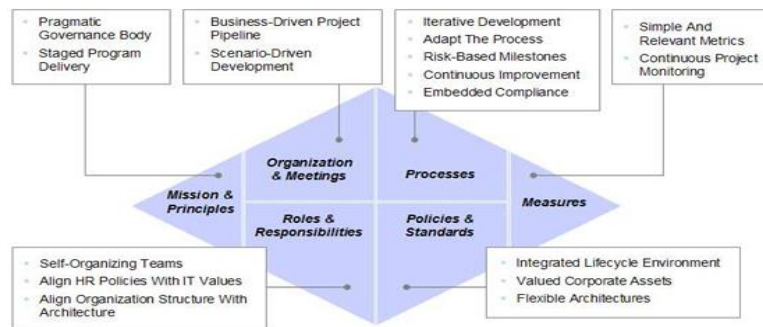 Pragmatic
Governance Body
Staged Program
Delivery
Business-Driven Project
Pipeline
Scenario-Driven
Development
Iterative Development
Adapt The Process
Risk-Based Milestones
Continuous Improvement
Embedded Compliance
Simple And
Relevant Metrics
Continuous Project
Monitoring
Mission &
Principles
Organization
& Meetings
Processes
Measures
Roles &
Responsibilities
Policies &
Standards
Self-Organizing Teams
Align HR Policies With IT Values
Align Organization Structure With
Architecture
Integrated Lifecycle Environment
Valued Corporate Assets
Flexible Architectures